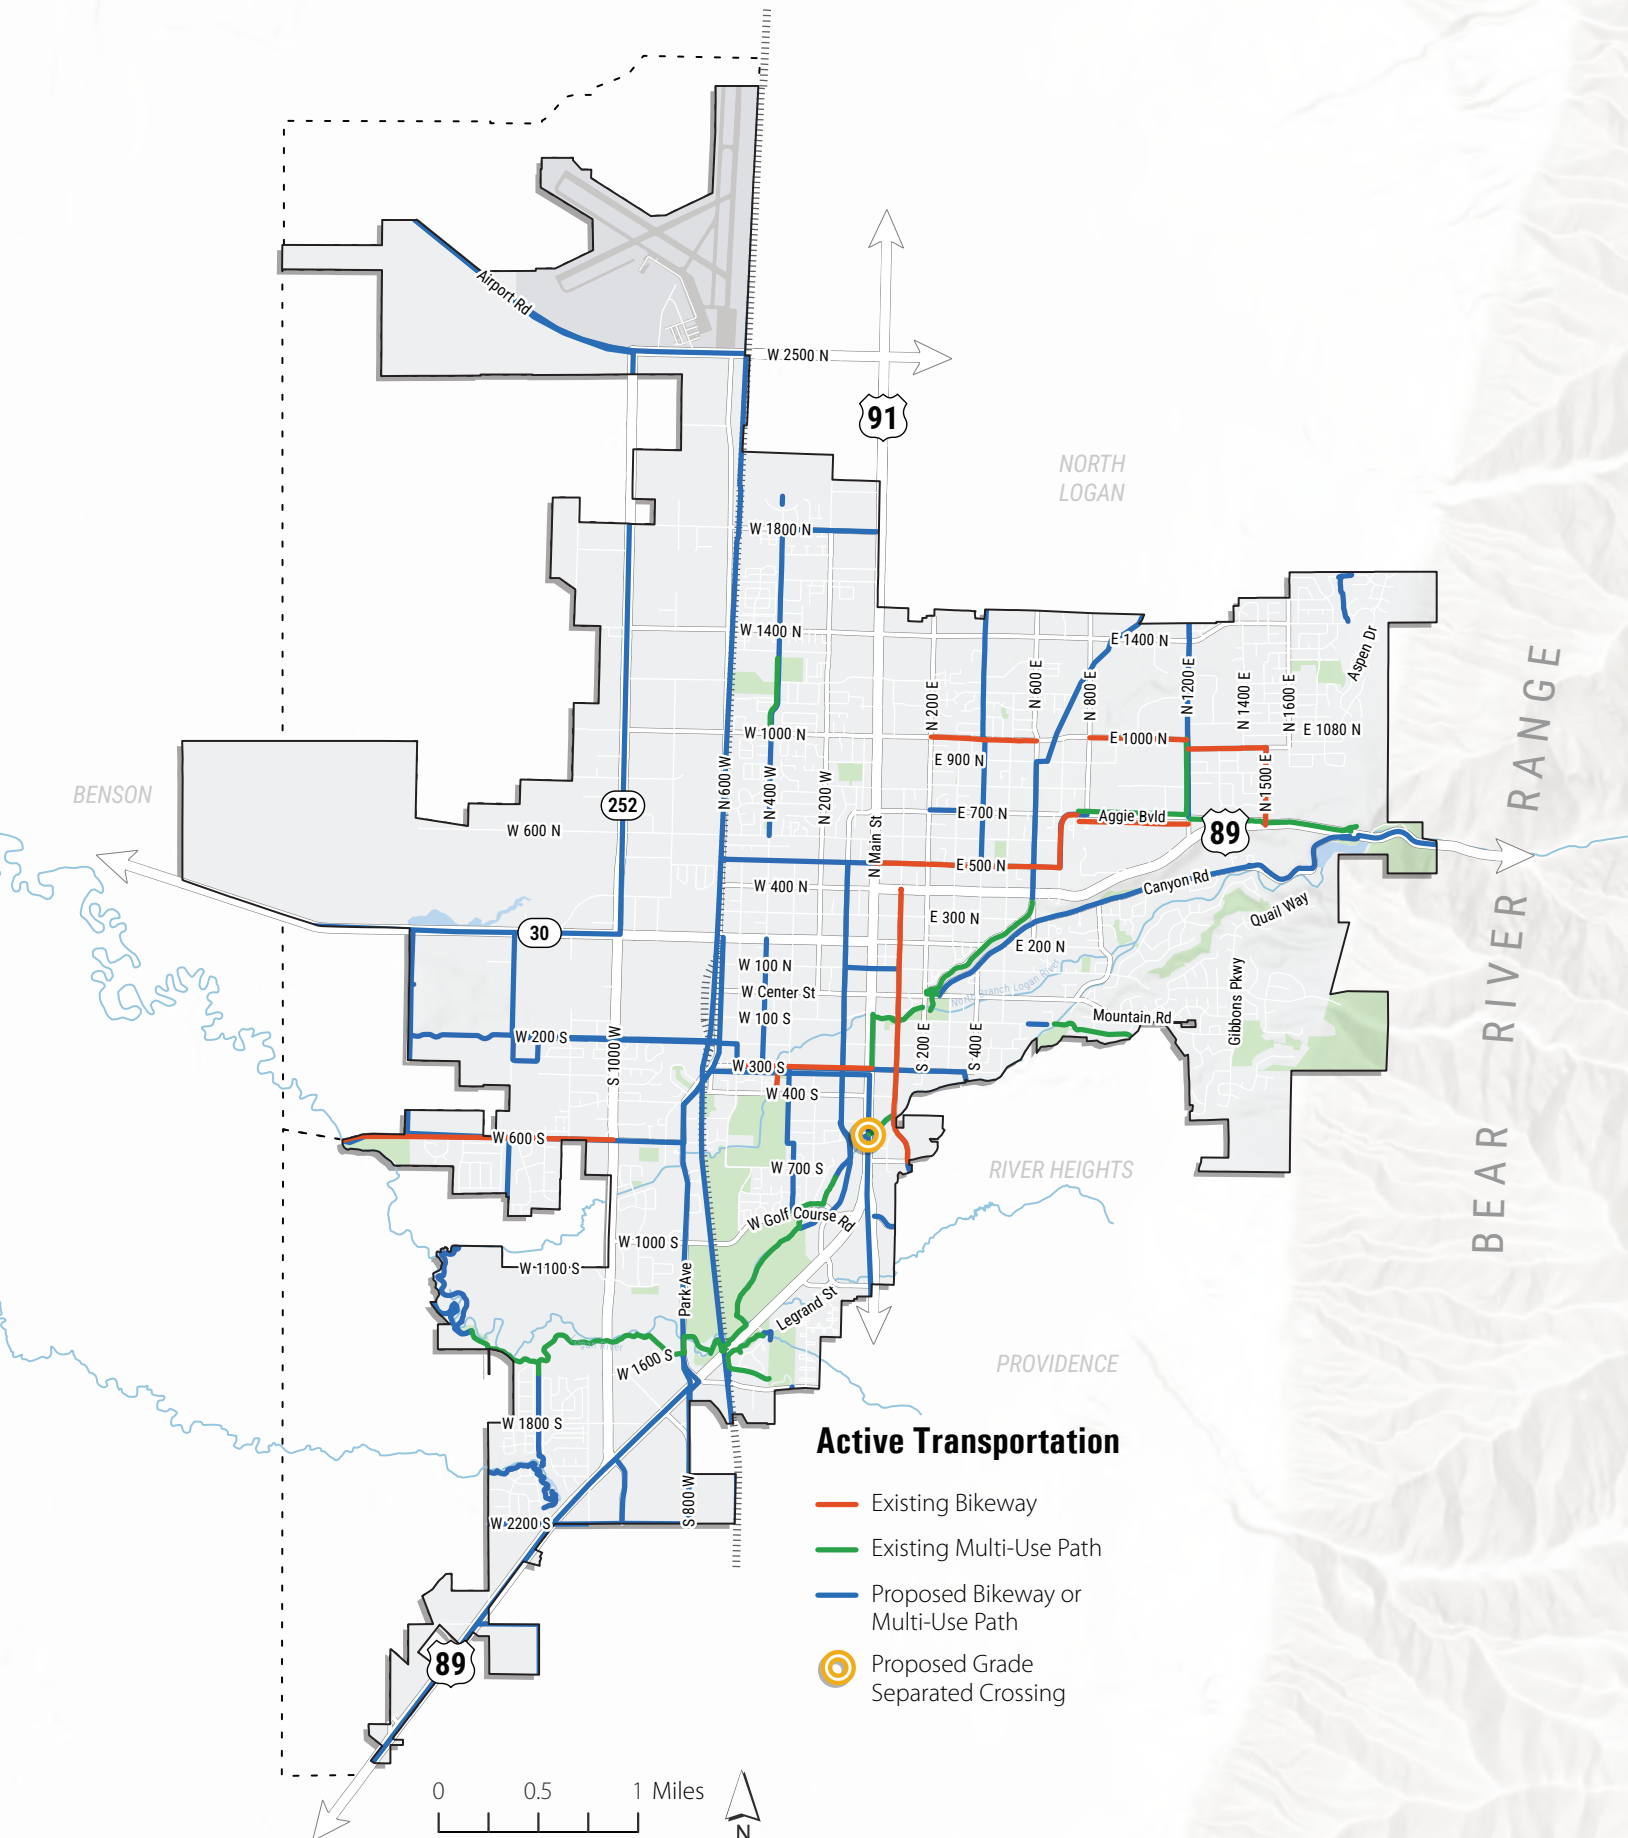 Airport Rd
W 2500 N
91
NORTH
LOGAN
W 1800 N
W 1400 N
E 1400 N
Aspen Dr
N 200 E
N 600 E
N 800 E
N 1200 E
N 1400 E
N 1600 E
W 1000 N
E 1000 N
E 1080 N
E 900 N
N 600 W
N 400 W
N 200 W
N 1500 E
BENSON
252
W 600 N
E 700 N
Aggie Bvld
89
N Main St
E 500 N
W 400 N
Canyon Rd
Quail Way
E 300 N
30
E 200 N
W 100 N
North Branch Logan River
W Center St
Gibbons Pkwy
W 100 S
Mountain Rd
W 200 S
S 1000 W
S 200 E
S 400 E
W 300 S
W 400 S
W 600 S
W 700 S
RIVER HEIGHTS
BEAR RIVER RANGE
W Golf Course Rd
W 1000 S
W 1100 S
Park Ave
Legrand St
W 1600 S
PROVIDENCE
W 1800 S
S 800 W
W 2200 S
89
Active Transportation
Existing Bikeway
Existing Multi-Use Path
Proposed Bikeway or
Multi-Use Path
Proposed Grade
Separated Crossing
0 0.5 1 Miles
N